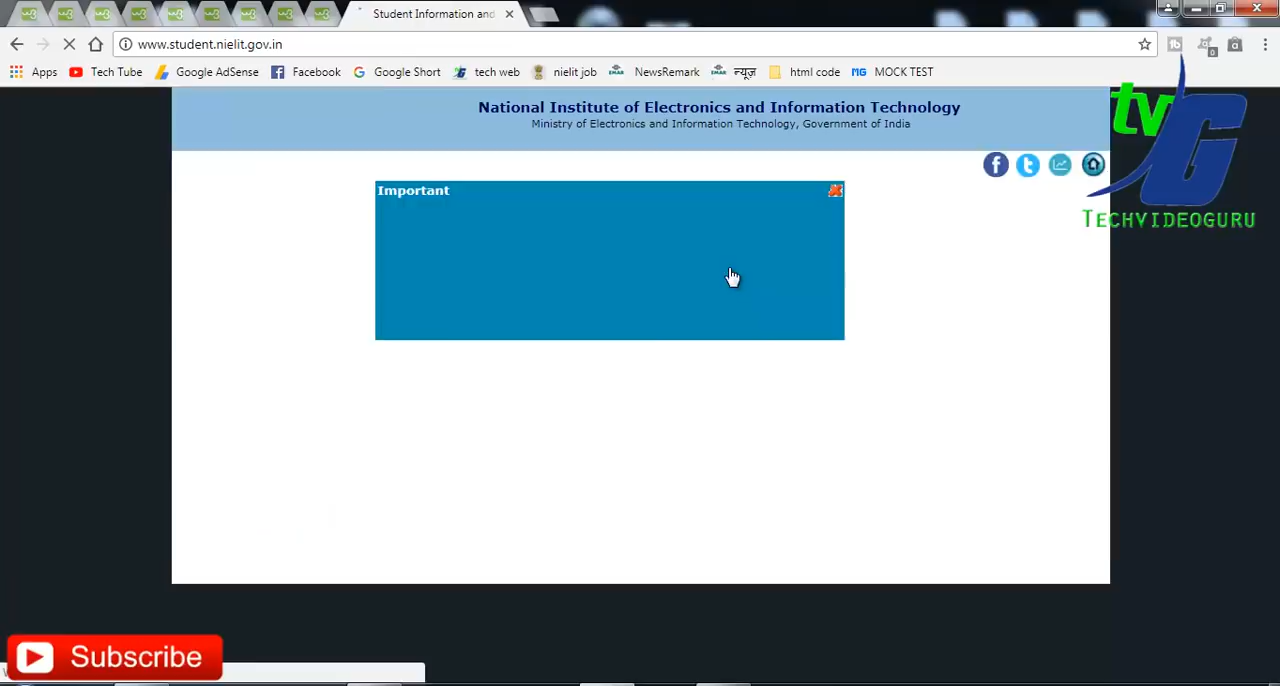 Student Information and
www.student.nielit.gov.in
Apps Tech Tube Google AdSense Facebook Google Short tech web nielit job NewsRemark न्यूज़ html code MG MOCK TEST
National Institute of Electronics and Information Technology
Ministry of Electronics and Information Technology, Government of India
tvG
TECHVIDEOGURU
Important
Subscribe